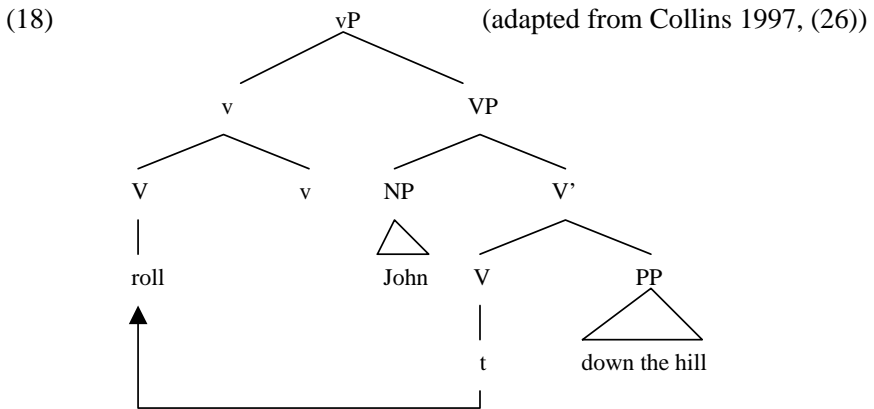 (18) vP (adapted from Collins 1997, (26))
v VP
V v NP V’
roll John V PP
t down the hill